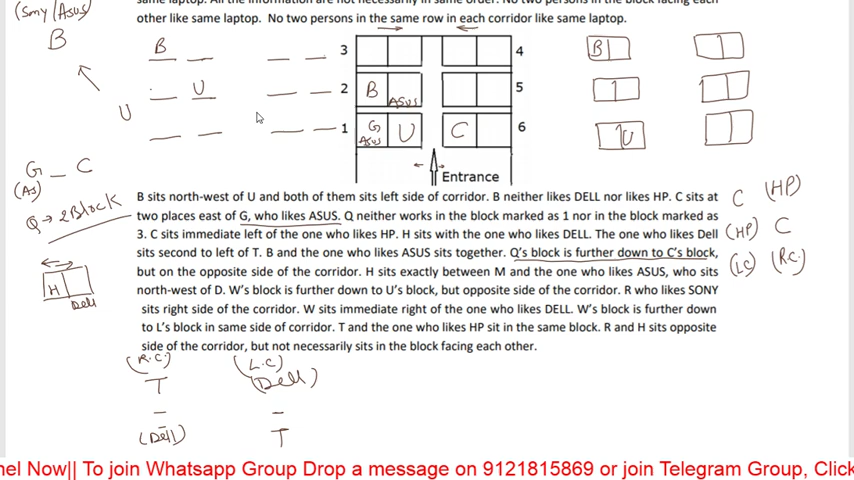 same laptop. All the information are not necessarily in same order. No two persons in the block facing each
other like same laptop. No two persons in the same row in each corridor like same laptop.
(Sony/Asus)
B
U
B
U
3
4
2
5
1
6
B
Asus
G
Asus
U
C
Entrance
B
U
G _ C
(As)
Q → 2Block
H
Dell
B sits north-west of U and both of them sits left side of corridor. B neither likes DELL nor likes HP. C sits at
two places east of G, who likes ASUS. Q neither works in the block marked as 1 nor in the block marked as
3. C sits immediate left of the one who likes HP. H sits with the one who likes DELL. The one who likes Dell
sits second to left of T. B and the one who likes ASUS sits together. Q's block is further down to C's block,
but on the opposite side of the corridor. H sits exactly between M and the one who likes ASUS, who sits
north-west of D. W's block is further down to U's block, but opposite side of the corridor. R who likes SONY
sits right side of the corridor. W sits immediate right of the one who likes DELL. W's block is further down
to L's block in same side of corridor. T and the one who likes HP sit in the same block. R and H sits opposite
side of the corridor, but not necessarily sits in the block facing each other.
C (HP)
(HP) C
(LC) (R.C.)
(R.C.) (L.C)
T (Dell)
(Dell) T
nel Now|| To join Whatsapp Group Drop a message on 9121815869 or join Telegram Group, Click